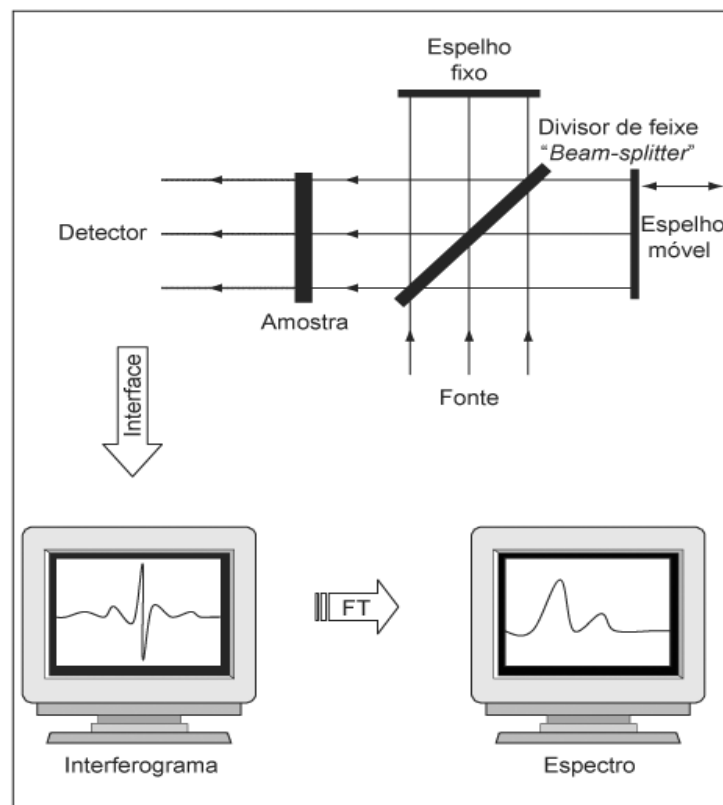 Espelho
fixo
Divisor de feixe
"Beam-splitter"
Espelho
móvel
Detector
Amostra
Fonte
Interface
FT
Interferograma
Espectro